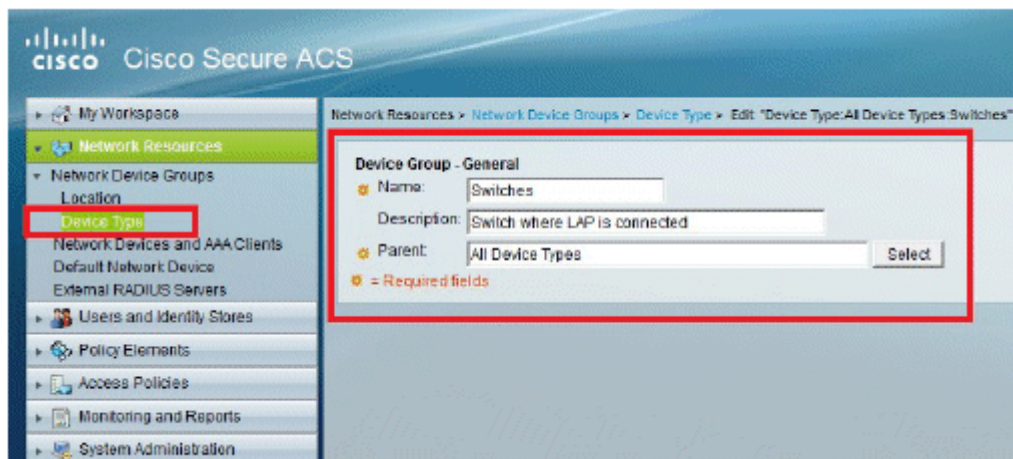 CISCO Cisco Secure ACS
My Workspace
Network Resources
Network Device Groups
Location
Device Type
Network Devices and AAA Clients
Default Network Device
External RADIUS Servers
Users and Identity Stores
Policy Elements
Access Policies
Monitoring and Reports
System Administration
Network Resources > Network Device Groups > Device Type > Edit "Device Type:All Device Types:Switches"
Device Group - General
Name: Switches
Description: Switch where LAP is connected
Parent: All Device Types Select
= Required fields